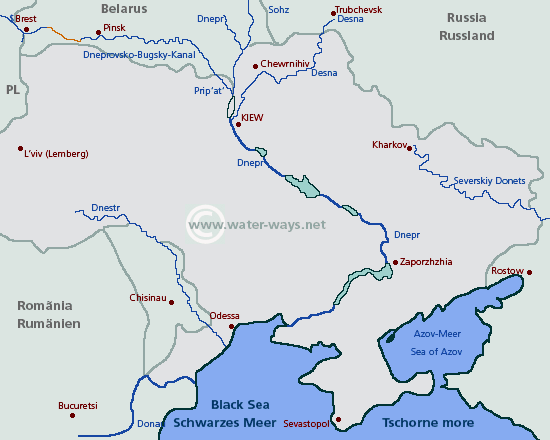 Belarus
Brest
Pinsk
Dnepr
Sohz
Trubchevsk
Desna
Russia
Russland
Dneprovsko-Bugsky-Kanal
Chewrnihiv
Desna
PL
Prip'at'
KIEW
Kharkov
L'viv (Lemberg)
Dnepr
Severskiy Donets
Dnestr
© www.water-ways.net
Dnepr
Zaporzhzhia
Rostow
România
Rumänien
Chisinau
Odessa
Azov-Meer
Sea of Azov
Bucuretsi
Donau
Black Sea
Schwarzes Meer
Sevastopol
Tschorne more